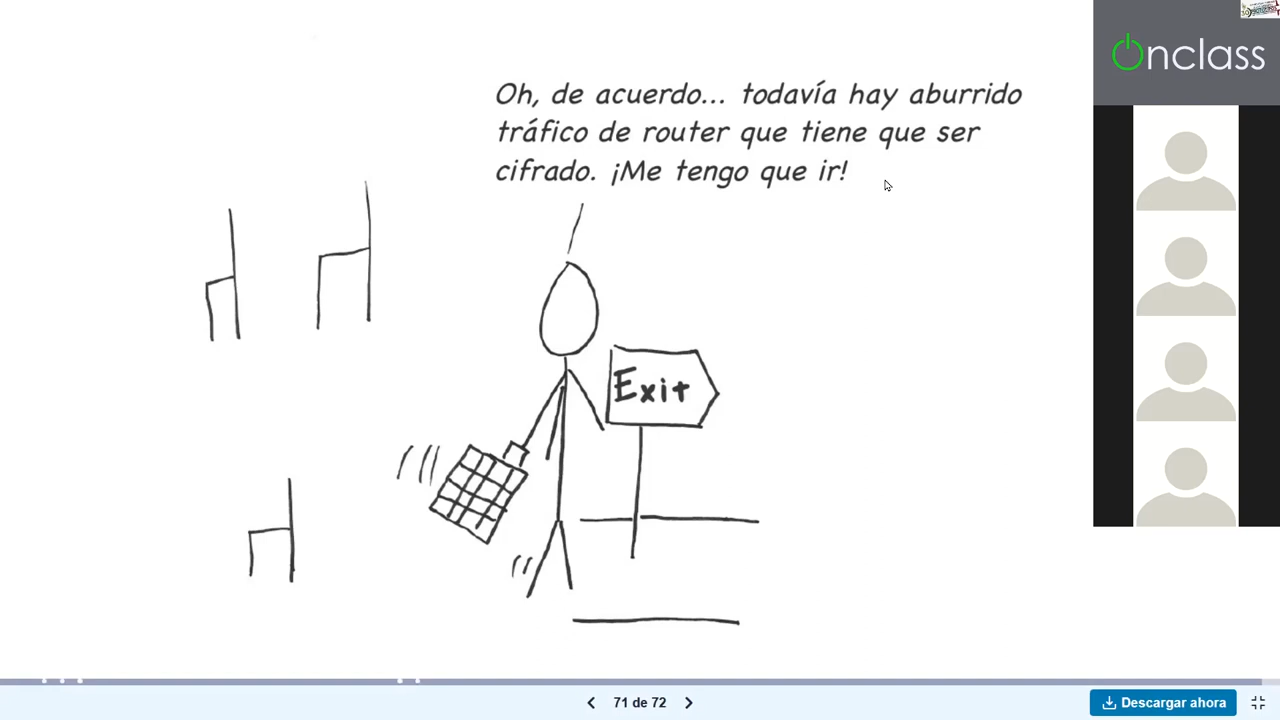 Onclass
Oh, de acuerdo... todavía hay aburrido
tráfico de router que tiene que ser
cifrado. ¡Me tengo que ir!
Exit
71 de 72
Descargar ahora